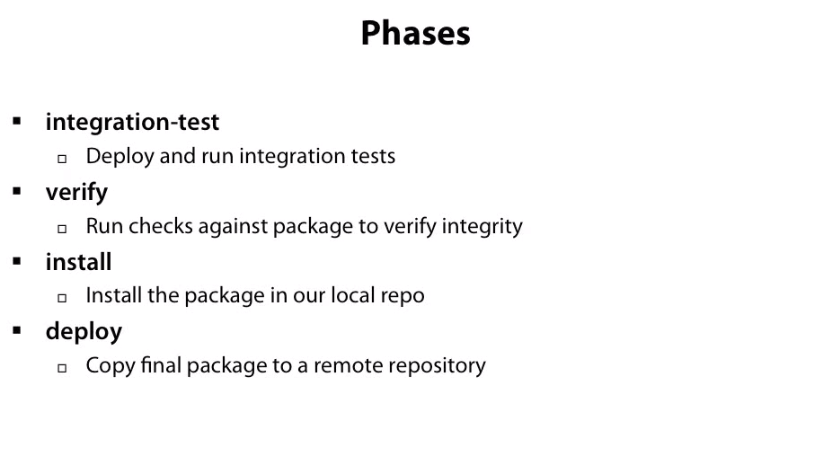 Phases
▪ integration-test
▫ Deploy and run integration tests
▪ verify
▫ Run checks against package to verify integrity
▪ install
▫ Install the package in our local repo
▪ deploy
▫ Copy final package to a remote repository